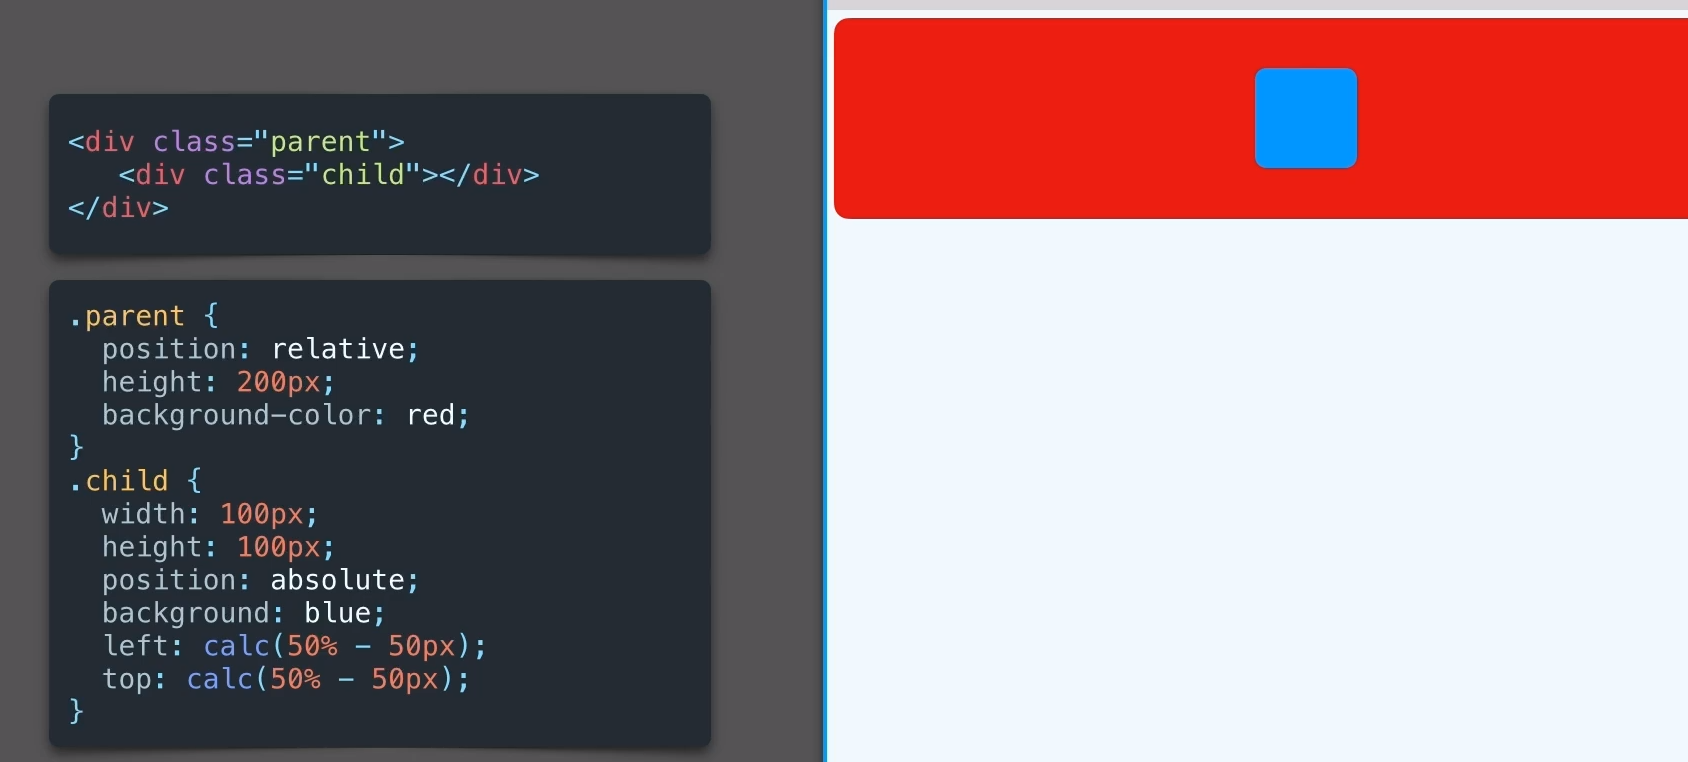 <div class="parent">
   <div class="child"></div>
</div>
.parent {
  position: relative;
  height: 200px;
  background-color: red;
}
.child {
  width: 100px;
  height: 100px;
  position: absolute;
  background: blue;
  left: calc(50% - 50px);
  top: calc(50% - 50px);
}